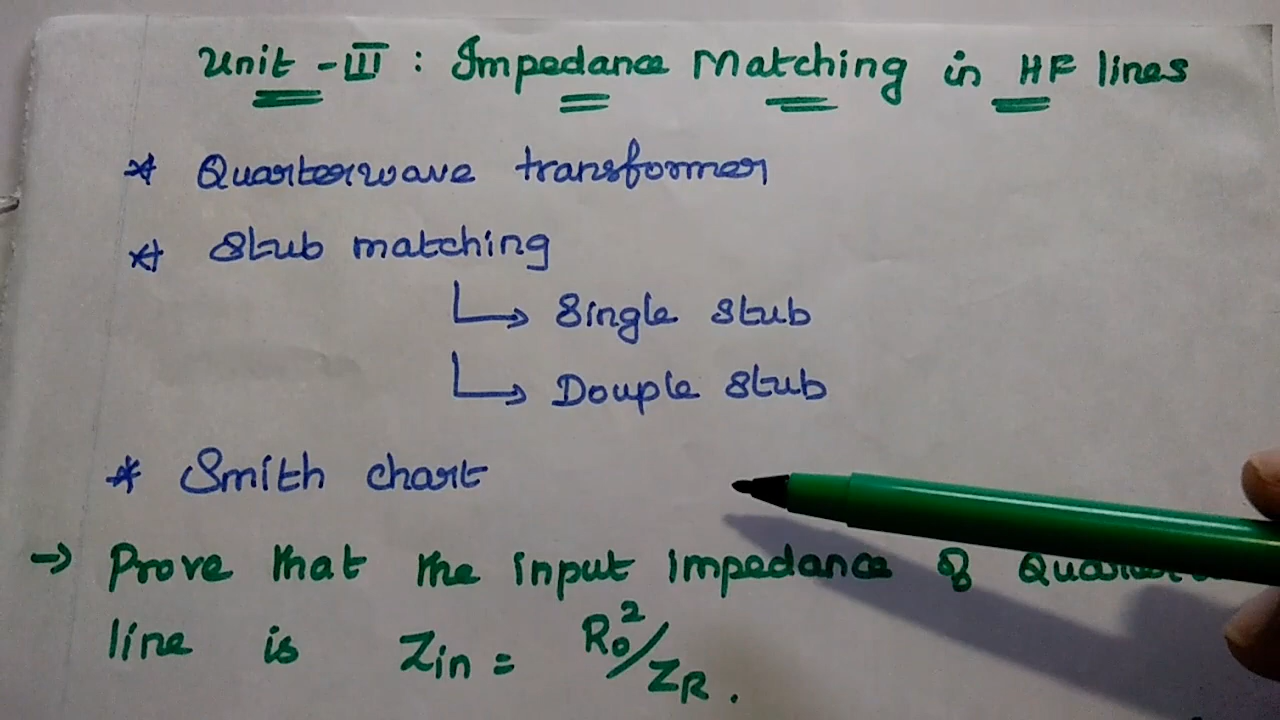 Unit - III : Impedance Matching in HF lines
* Quarterwave transformer
* Stub matching
↳ Single stub
↳ Douple stub
* Smith chart
→ Prove that the input impedance of
line is Zin = R₀²/ZR.